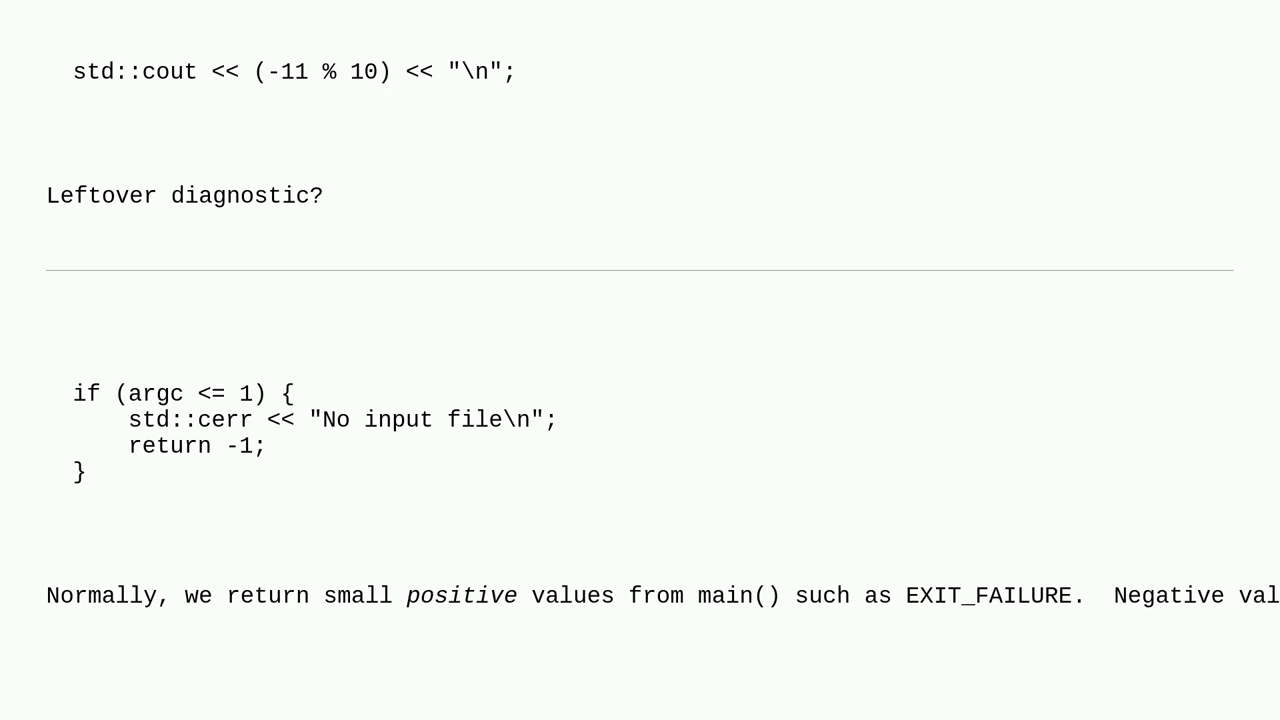 std::cout << (-11 % 10) << "\n";
Leftover diagnostic?
if (argc <= 1) {
    std::cerr << "No input file\n";
    return -1;
}
Normally, we return small positive values from main() such as EXIT_FAILURE.  Negative